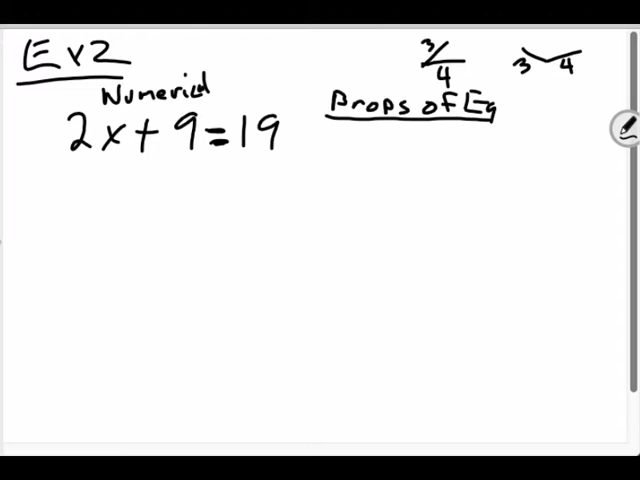 Ex2
Numerical
2x + 9 = 19
3/4
3 4
Props of Eq